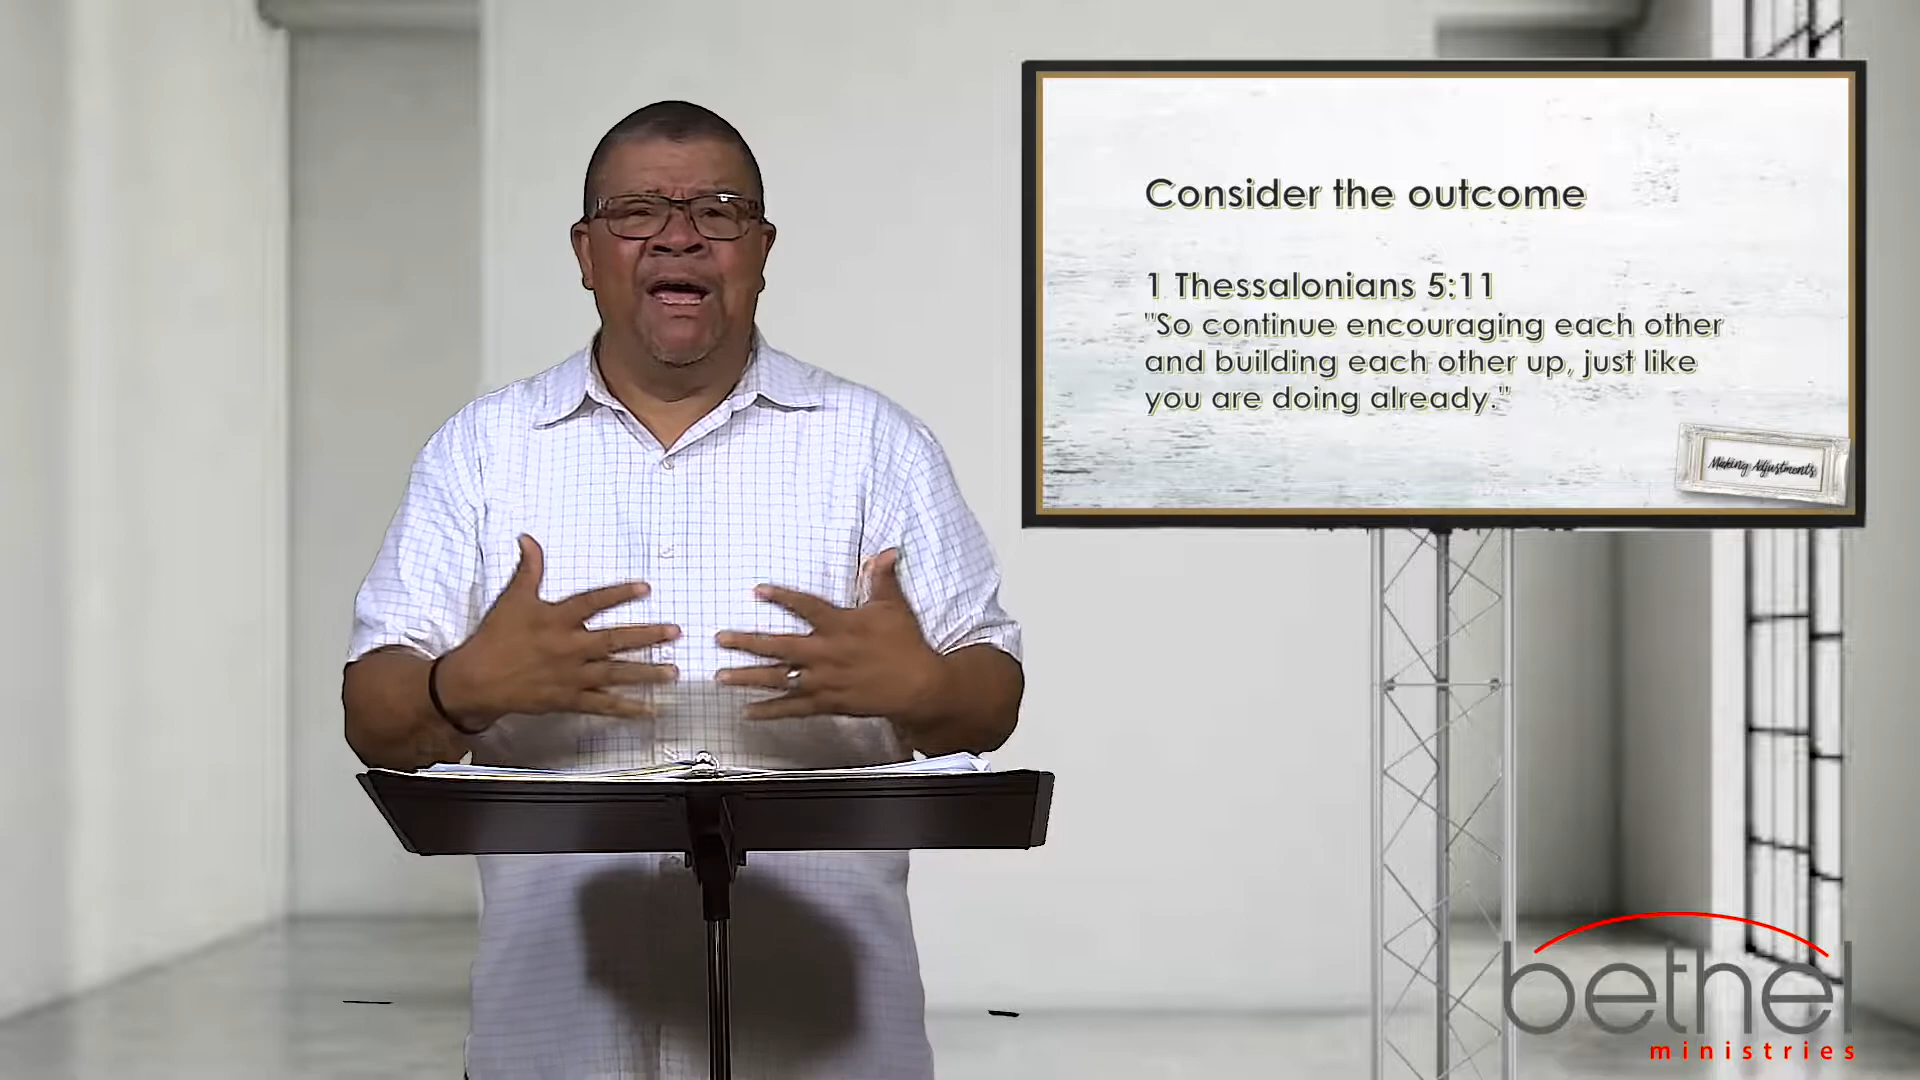 Consider the outcome
1 Thessalonians 5:11
"So continue encouraging each other
and building each other up, just like
you are doing already."
Making Adjustments
bethel
ministries